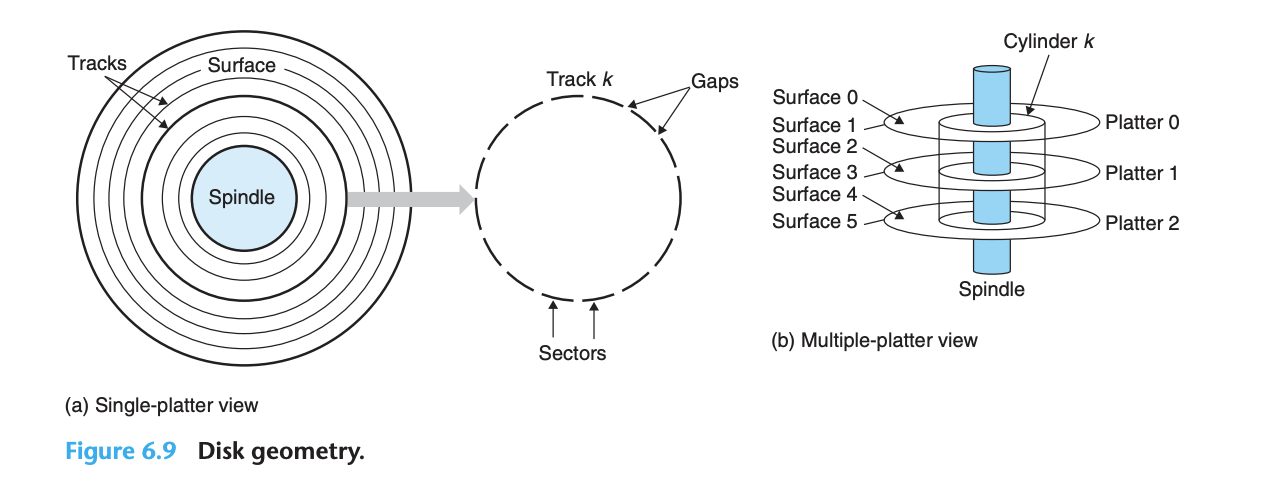 Tracks
Surface
Spindle
Track k
Gaps
Sectors
(a) Single-platter view
Cylinder k
Surface 0
Surface 1
Surface 2
Surface 3
Surface 4
Surface 5
Platter 0
Platter 1
Platter 2
Spindle
(b) Multiple-platter view
Figure 6.9 Disk geometry.